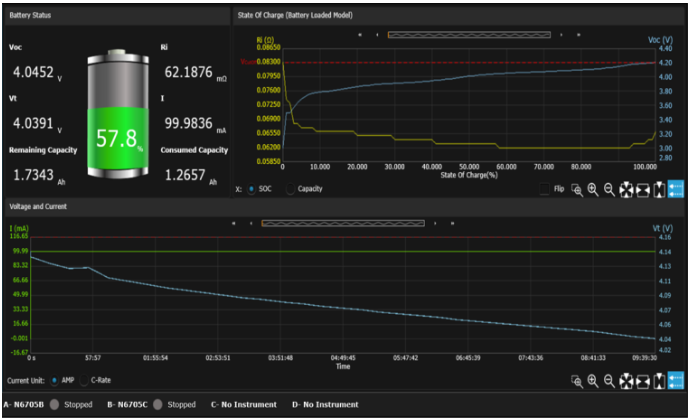 Battery Status
Voc
4.0452 V
Ri
62.1876 mΩ
Vt
4.0391 V
I
99.9836 mA
57.8 %
Remaining Capacity
1.7343 Ah
Consumed Capacity
1.2657 Ah
State Of Charge (Battery Loaded Model)
Ri (Ω)
Voc (V)
0.08650
0.08300
0.07950
0.07600
0.07250
0.06900
0.06550
0.06200
0.05850
4.40
4.20
4.00
3.80
3.60
3.40
3.20
3.00
2.80
0 10.000 20.000 30.000 40.000 50.000 60.000 70.000 80.000 100.000
State Of Charge(%)
X: SOC Capacity
Flip
Voltage and Current
I (mA)
Vt (V)
116.65
99.99
83.32
66.66
49.99
33.33
16.66
-0.001
-16.67
4.16
4.14
4.13
4.11
4.09
4.07
4.06
4.04
4.02
0 s 57:57 01:55:54 02:53:51 03:51:48 04:49:45 05:47:42 06:45:39 07:43:36 08:41:33 09:39:30
Time
Current Unit: AMP C-Rate
A- N6705B Stopped B- N6705C Stopped C- No Instrument D- No Instrument